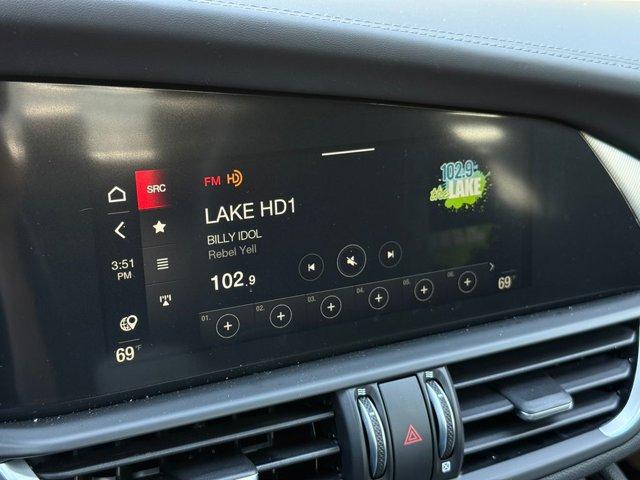 SRC
FM HD
102.9
the LAKE
LAKE HD1
BILLY IDOL
Rebel Yell
3:51
PM
102.9
01. 02. 03. 04. 05. 06.
69°F
69°